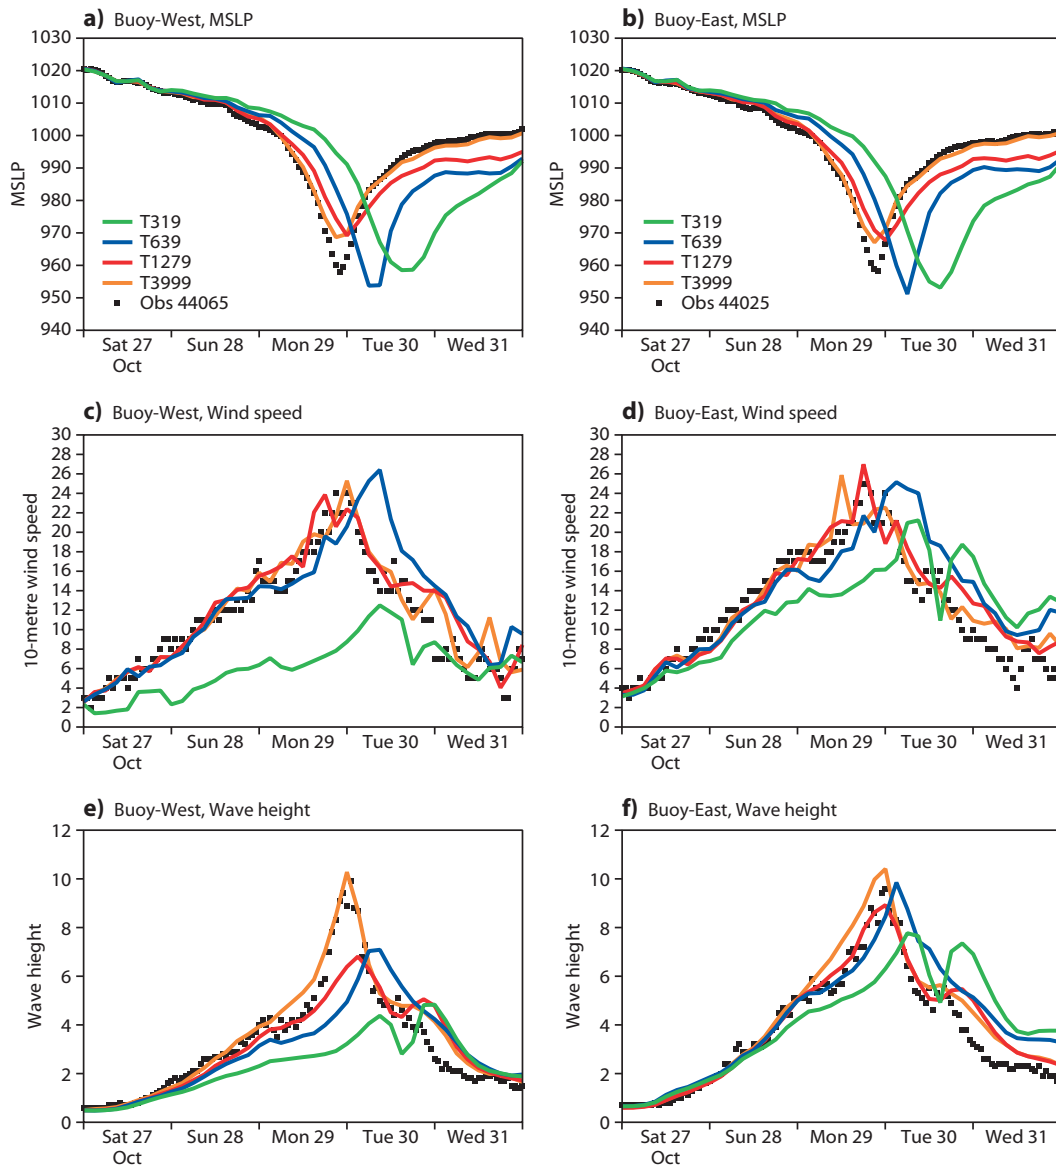 a) Buoy-West, MSLP
1030
1020
1010
1000
990
980
970
960
950
940
MSLP
T319
T639
T1279
T3999
Obs 44065
Sat 27 Sun 28 Mon 29 Tue 30 Wed 31
Oct
b) Buoy-East, MSLP
1030
1020
1010
1000
990
980
970
960
950
940
MSLP
T319
T639
T1279
T3999
Obs 44025
Sat 27 Sun 28 Mon 29 Tue 30 Wed 31
Oct
c) Buoy-West, Wind speed
30
28
26
24
22
20
18
16
14
12
10
8
6
4
2
0
10-metre wind speed
Sat 27 Sun 28 Mon 29 Tue 30 Wed 31
Oct
d) Buoy-East, Wind speed
30
28
26
24
22
20
18
16
14
12
10
8
6
4
2
0
10-metre wind speed
Sat 27 Sun 28 Mon 29 Tue 30 Wed 31
Oct
e) Buoy-West, Wave height
12
10
8
6
4
2
0
Wave hieght
Sat 27 Sun 28 Mon 29 Tue 30 Wed 31
Oct
f) Buoy-East, Wave height
12
10
8
6
4
2
0
Wave hieght
Sat 27 Sun 28 Mon 29 Tue 30 Wed 31
Oct